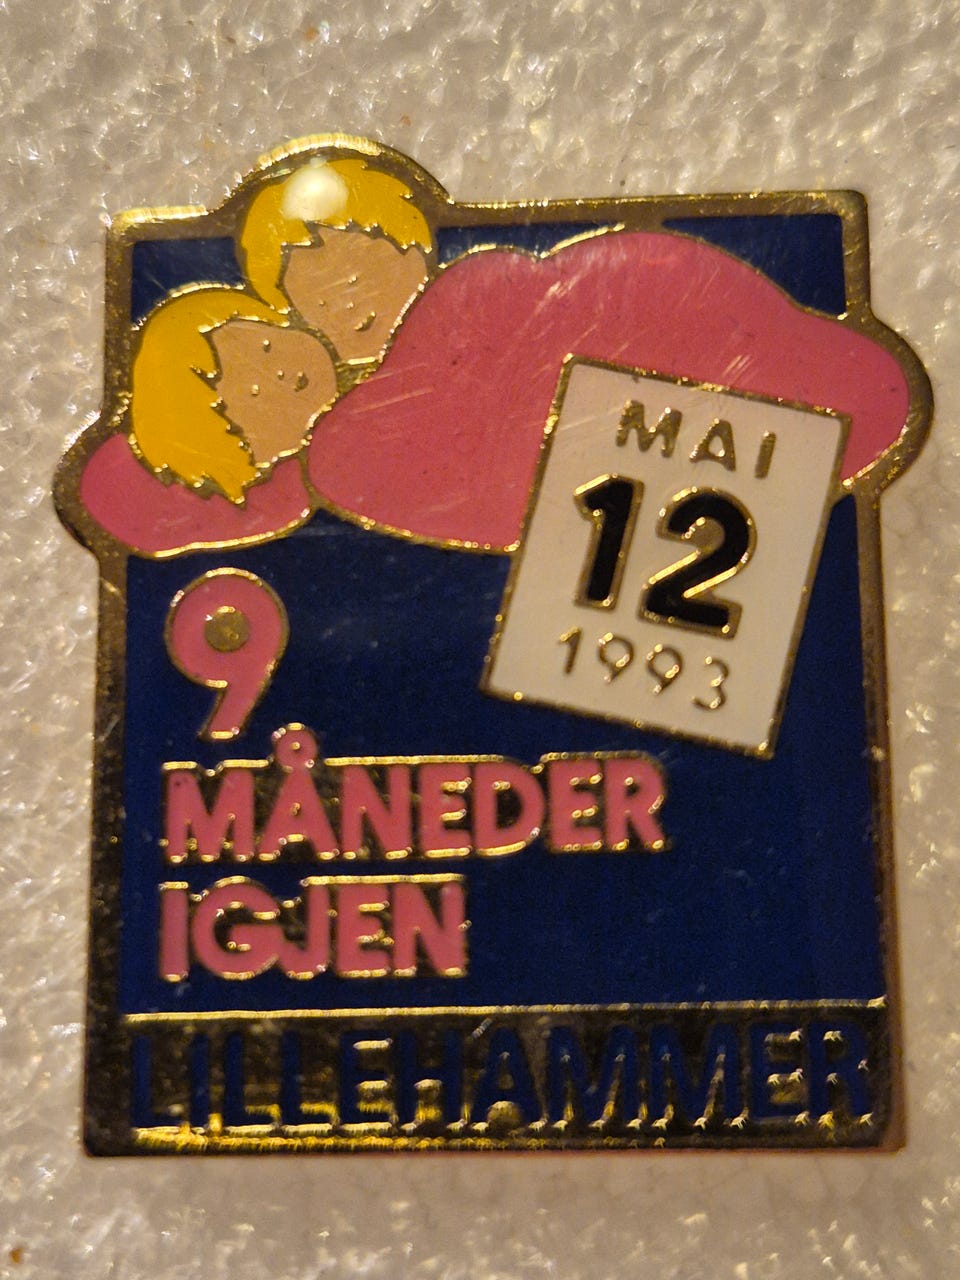 MAI
12
1993
9
MÅNEDER
IGJEN
LILLEHAMMER